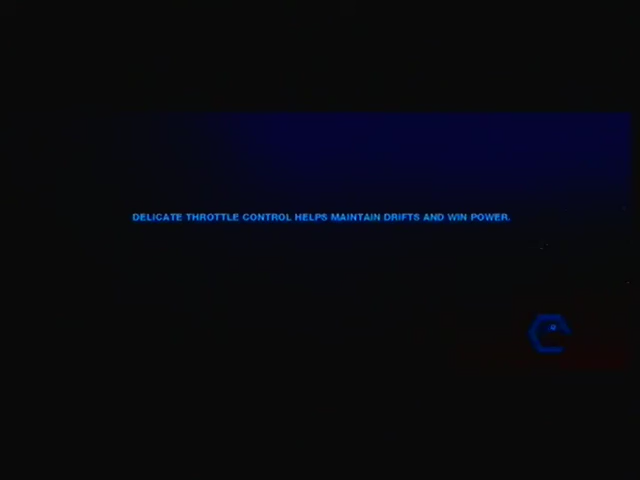 DELICATE THROTTLE CONTROL HELPS MAINTAIN DRIFTS AND WIN POWER.